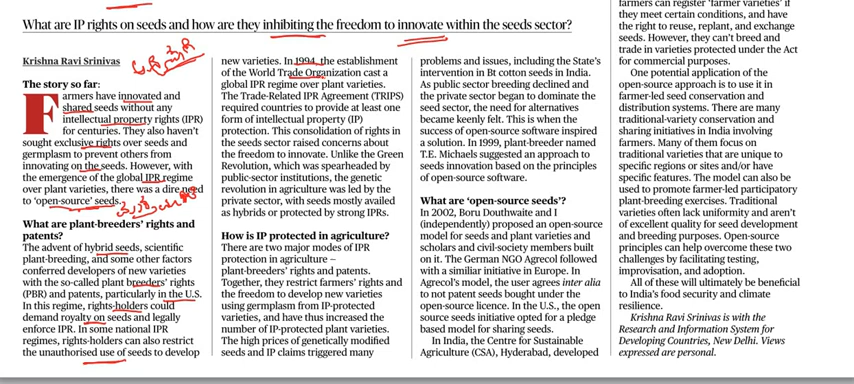 What are IP rights on seeds and how are they inhibiting the freedom to innovate within the seeds sector?
Krishna Ravi Srinivas
The story so far:
Farmers have innovated and
shared seeds without any
intellectual property rights (IPR)
for centuries. They also haven't
sought exclusive rights over seeds and
germplasm to prevent others from
innovating on the seeds. However, with
the emergence of the global IPR regime
over plant varieties, there was a dire need
to 'open-source' seeds.
What are plant-breeders' rights and
patents?
The advent of hybrid seeds, scientific
plant-breeding, and some other factors
conferred developers of new varieties
with the so-called plant breeders' rights
(PBR) and patents, particularly in the U.S.
In this regime, rights-holders could
demand royalty on seeds and legally
enforce IPR. In some national IPR
regimes, rights-holders can also restrict
the unauthorised use of seeds to develop
new varieties. In 1994, the establishment
of the World Trade Organization cast a
global IPR regime over plant varieties.
The Trade-Related IPR Agreement (TRIPS)
required countries to provide at least one
form of intellectual property (IP)
protection. This consolidation of rights in
the seeds sector raised concerns about
the freedom to innovate. Unlike the Green
Revolution, which was spearheaded by
public-sector institutions, the genetic
revolution in agriculture was led by the
private sector, with seeds mostly availed
as hybrids or protected by strong IPRs.
How is IP protected in agriculture?
There are two major modes of IPR
protection in agriculture –
plant-breeders' rights and patents.
Together, they restrict farmers' rights and
the freedom to develop new varieties
using germplasm from IP-protected
varieties, and have thus increased the
number of IP-protected plant varieties.
The high prices of genetically modified
seeds and IP claims triggered many
problems and issues, including the State's
intervention in Bt cotton seeds in India.
As public sector breeding declined and
the private sector began to dominate the
seed sector, the need for alternatives
became keenly felt. This is when the
success of open-source software inspired
a solution. In 1999, plant-breeder named
T.E. Michaels suggested an approach to
seeds innovation based on the principles
of open-source software.
What are 'open-source seeds'?
In 2002, Boru Douthwaite and I
(independently) proposed an open-source
model for seeds and plant varieties and
scholars and civil-society members built
on it. The German NGO Agrecol followed
with a similiar initiative in Europe. In
Agrecol's model, the user agrees inter alia
to not patent seeds bought under the
open-source licence. In the U.S., the open
source seeds initiative opted for a pledge
based model for sharing seeds.
In India, the Centre for Sustainable
Agriculture (CSA), Hyderabad, developed
farmers can register 'farmer varieties' if
they meet certain conditions, and have
the right to reuse, replant, and exchange
seeds. However, they can't breed and
trade in varieties protected under the Act
for commercial purposes.
One potential application of the
open-source approach is to use it in
farmer-led seed conservation and
distribution systems. There are many
traditional-variety conservation and
sharing initiatives in India involving
farmers. Many of them focus on
traditional varieties that are unique to
specific regions or sites and/or have
specific features. The model can also be
used to promote farmer-led participatory
plant-breeding exercises. Traditional
varieties often lack uniformity and aren't
of excellent quality for seed development
and breeding purposes. Open-source
principles can help overcome these two
challenges by facilitating testing,
improvisation, and adoption.
All of these will ultimately be beneficial
to India's food security and climate
resilience.
Krishna Ravi Srinivas is with the
Research and Information System for
Developing Countries, New Delhi. Views
expressed are personal.